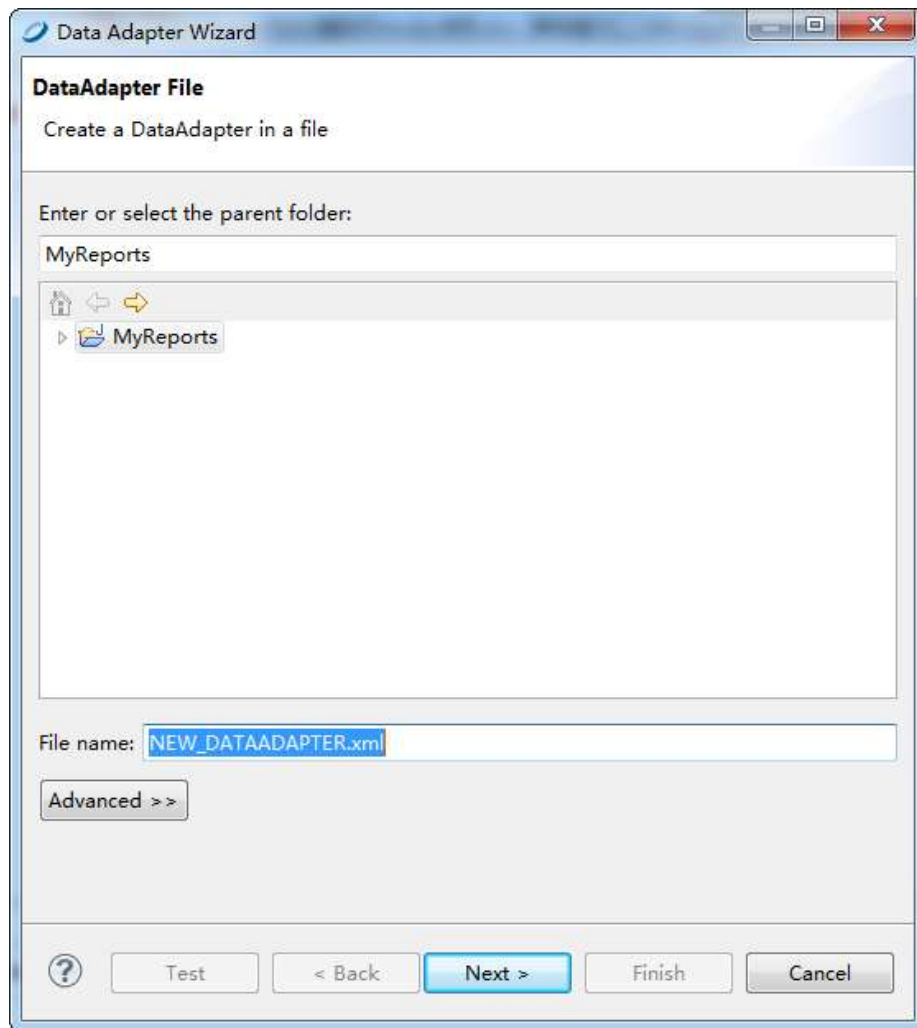 Data Adapter Wizard
DataAdapter File
Create a DataAdapter in a file
Enter or select the parent folder:
MyReports
MyReports
File name: NEW_DATAADAPTER.xml
Advanced >>
? Test < Back Next > Finish Cancel